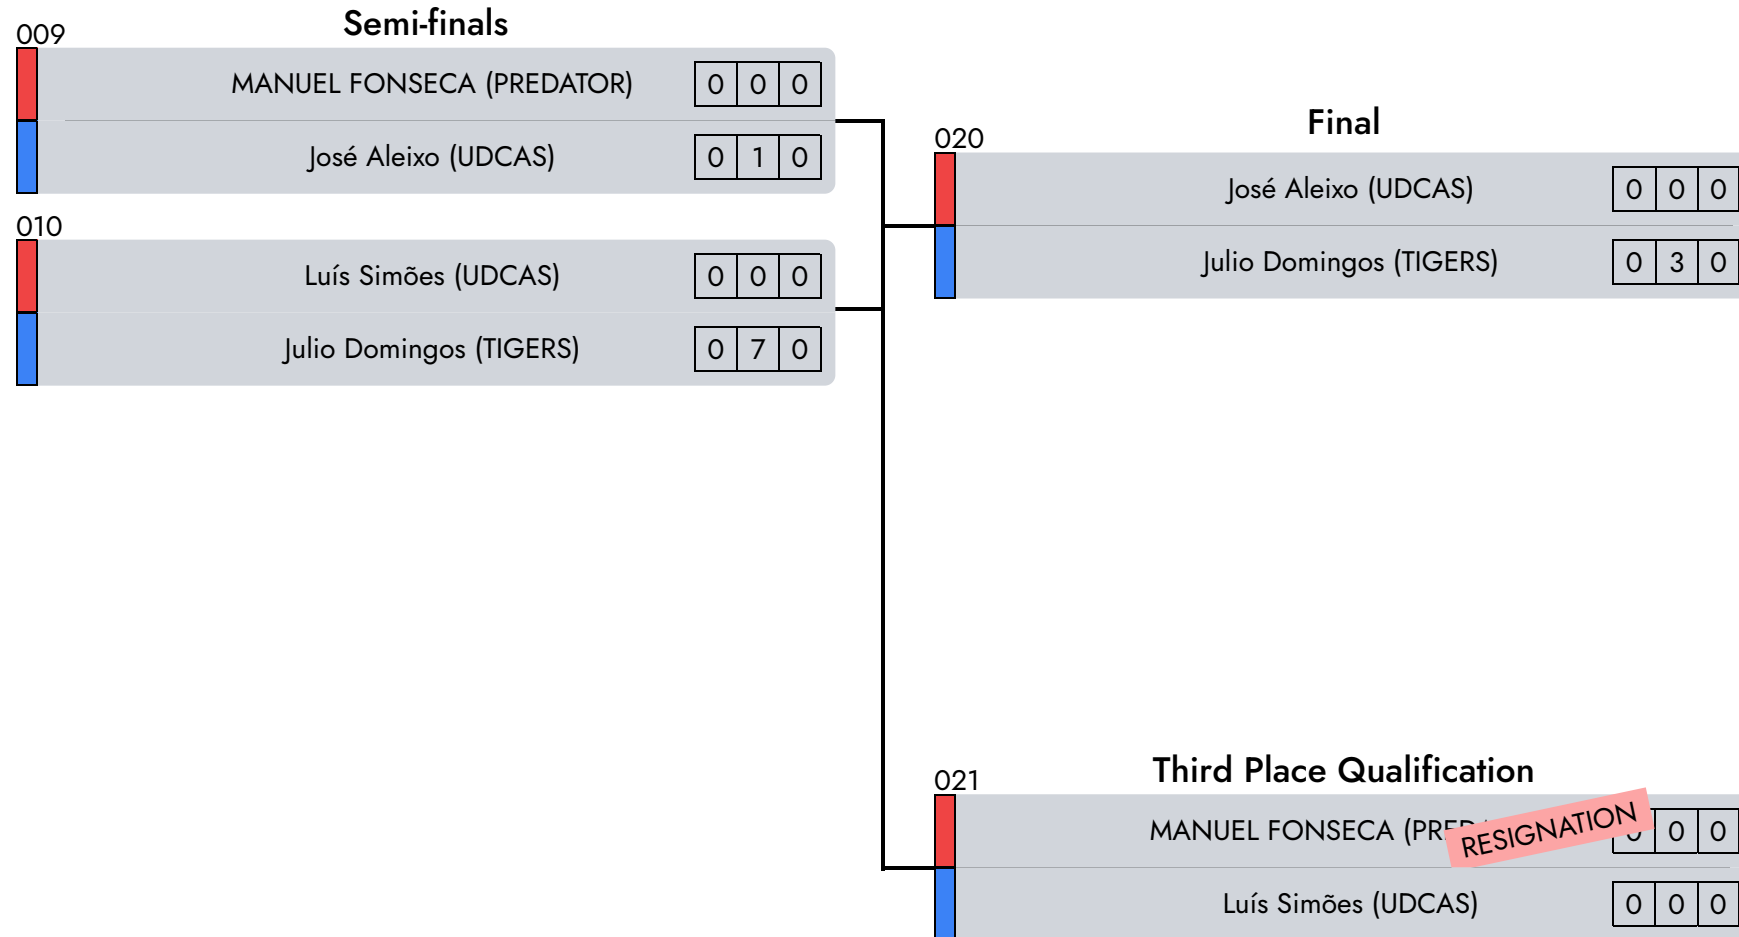 Semi-finals
009
MANUEL FONSECA (PREDATOR) 0 0 0
José Aleixo (UDCAS) 0 1 0
010
Luís Simões (UDCAS) 0 0 0
Julio Domingos (TIGERS) 0 7 0
Final
020
José Aleixo (UDCAS) 0 0 0
Julio Domingos (TIGERS) 0 3 0
Third Place Qualification
021
MANUEL FONSECA 0 0
RESIGNATION
Luís Simões (UDCAS) 0 0 0